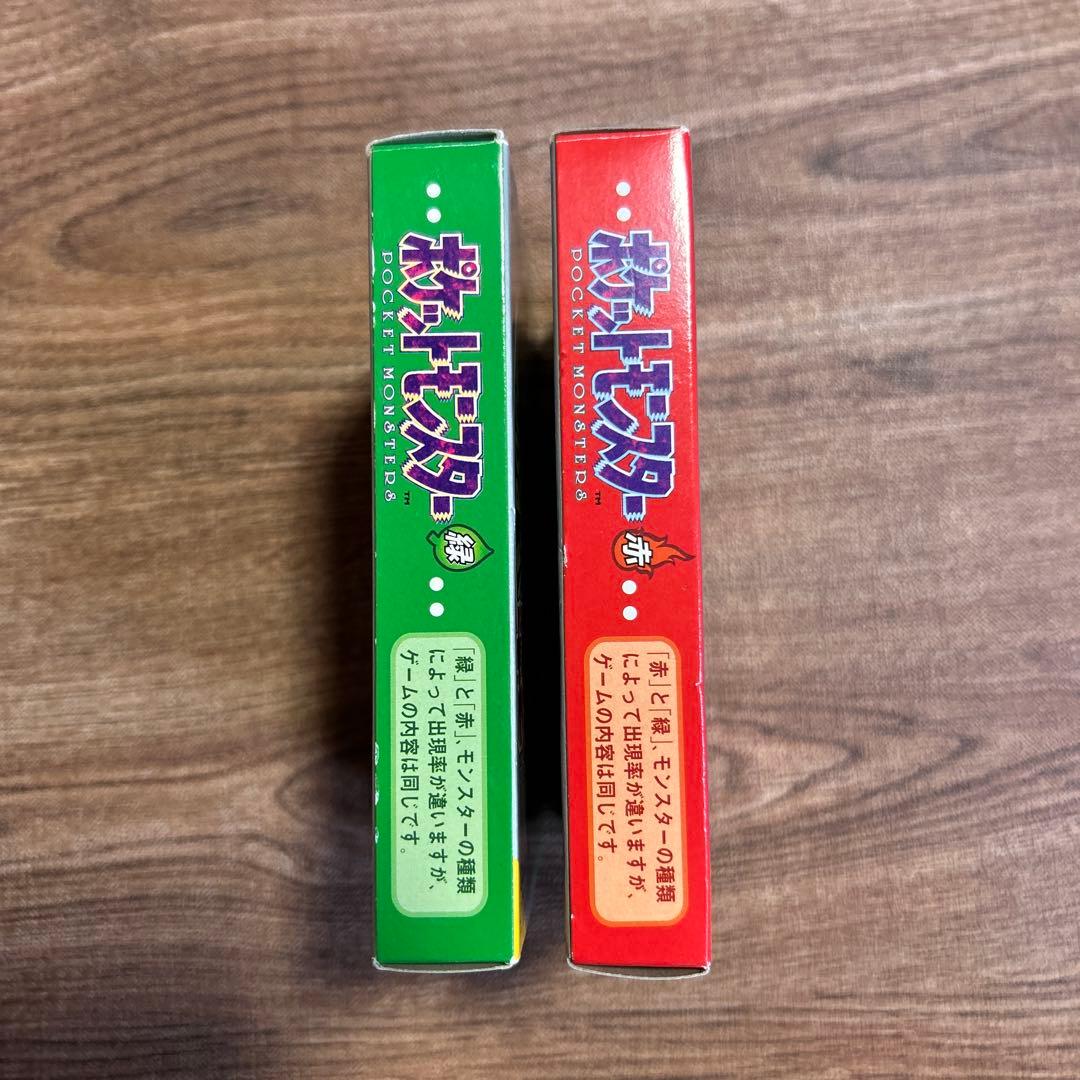 ポケットモンスター
POCKET MONSTERS™
緑
「緑」と「赤」、モンスターの種類
によって出現率が違いますが、
ゲームの内容は同じです。
ポケットモンスター
POCKET MONSTERS™
赤
「赤」と「緑」、モンスターの種類
によって出現率が違いますが、
ゲームの内容は同じです。